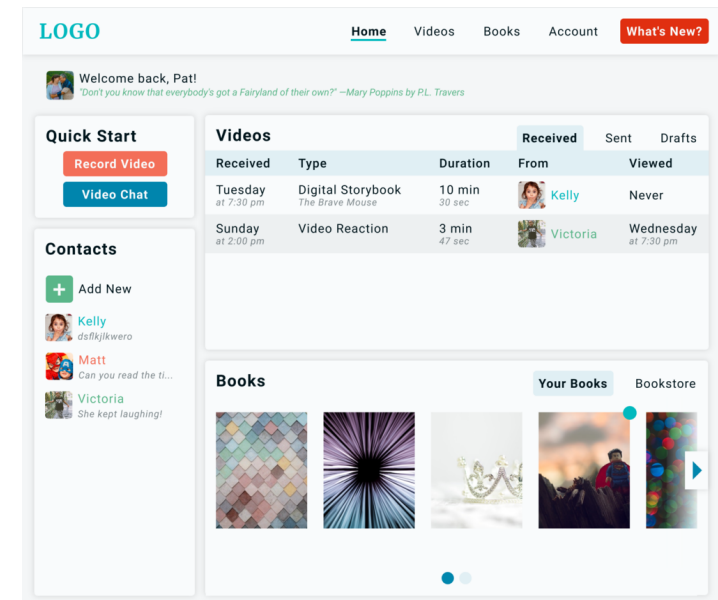 LOGO
Home Videos Books Account What's New?
Welcome back, Pat!
"Don't you know that everybody's got a Fairyland of their own?" —Mary Poppins by P.L. Travers
Quick Start
Record Video
Video Chat
Contacts
Add New
Kelly
dsflkjlkwero
Matt
Can you read the ti...
Victoria
She kept laughing!
Videos
Received Sent Drafts
Received Type Duration From Viewed
Tuesday Digital Storybook 10 min Kelly Never
at 7:30 pm The Brave Mouse 30 sec
Sunday Video Reaction 3 min Victoria Wednesday
at 2:00 pm 47 sec at 7:30 pm
Books
Your Books Bookstore